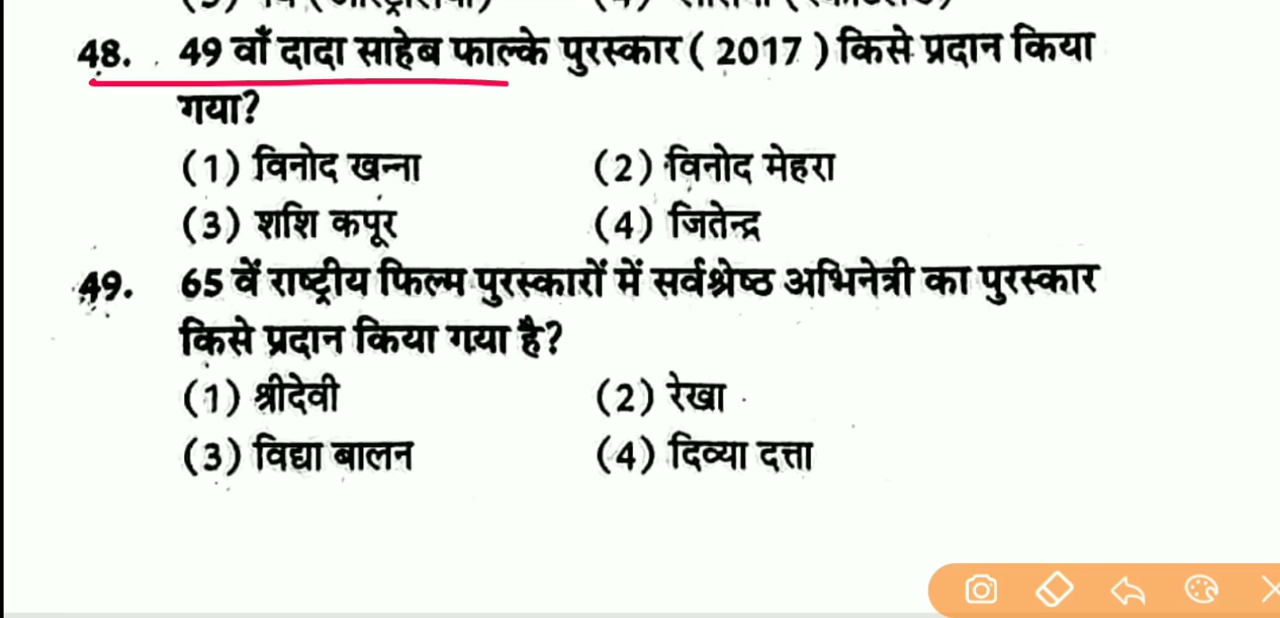 48. 49 वाँ दादा साहेब फाल्के पुरस्कार ( 2017 ) किसे प्रदान किया
गया?
(1) विनोद खन्ना (2) विनोद मेहरा
(3) शशि कपूर (4) जितेन्द्र
49. 65 वें राष्ट्रीय फिल्म पुरस्कारों में सर्वश्रेष्ठ अभिनेत्री का पुरस्कार
किसे प्रदान किया गया है?
(1) श्रीदेवी (2) रेखा
(3) विद्या बालन (4) दिव्या दत्ता